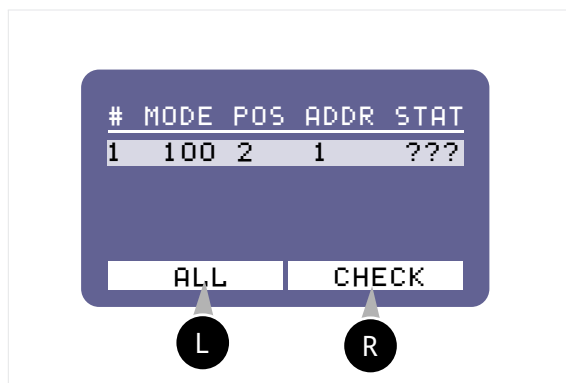 # MODE POS ADDR STAT
1 100 2 1 ???
ALL CHECK
L R